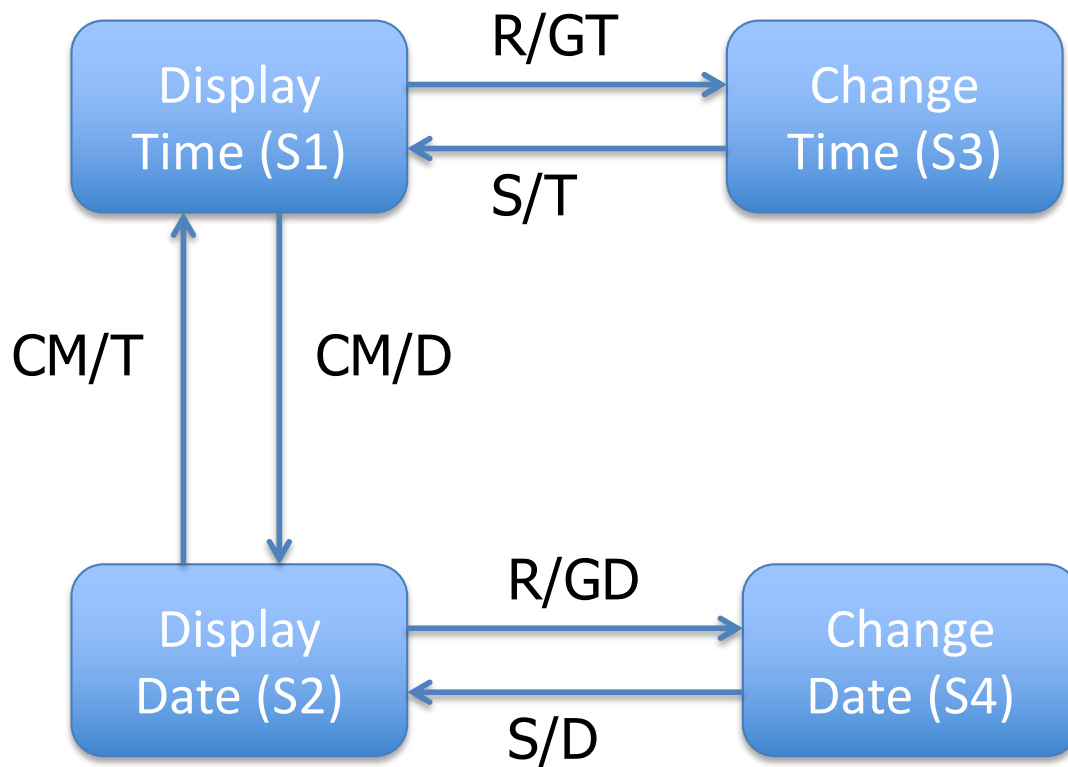 R/GT
Display
Time (S1)
Change
Time (S3)
S/T
CM/T
CM/D
R/GD
Display
Date (S2)
Change
Date (S4)
S/D